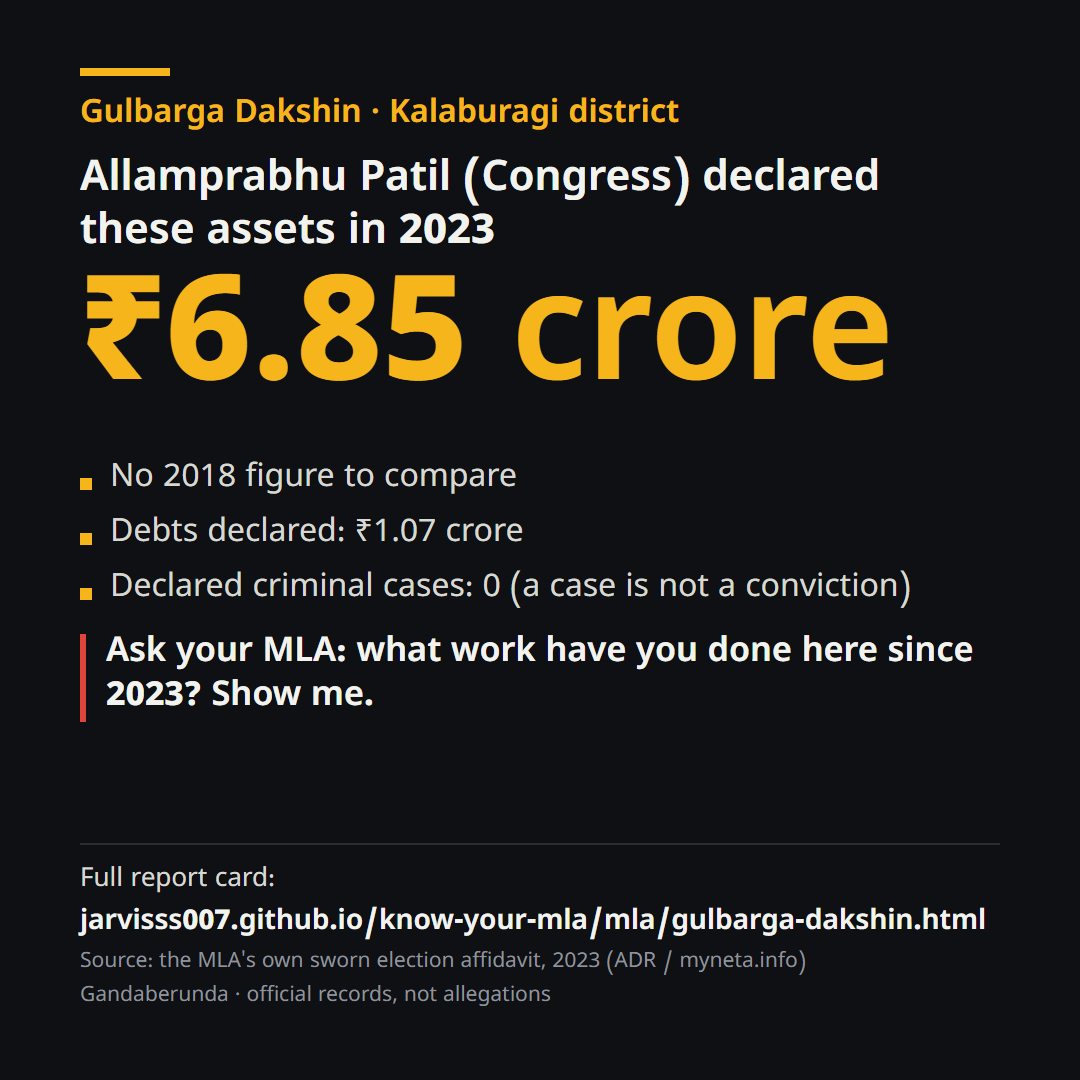 Gulbarga Dakshin · Kalaburagi district
Allamprabhu Patil (Congress) declared
these assets in 2023
₹6.85 crore
No 2018 figure to compare
Debts declared: ₹1.07 crore
Declared criminal cases: 0 (a case is not a conviction)
Ask your MLA: what work have you done here since
2023? Show me.
Full report card:
jarvisss007.github.io/know-your-mla/mla/gulbarga-dakshin.html
Source: the MLA's own sworn election affidavit, 2023 (ADR / myneta.info)
Gandaberunda · official records, not allegations